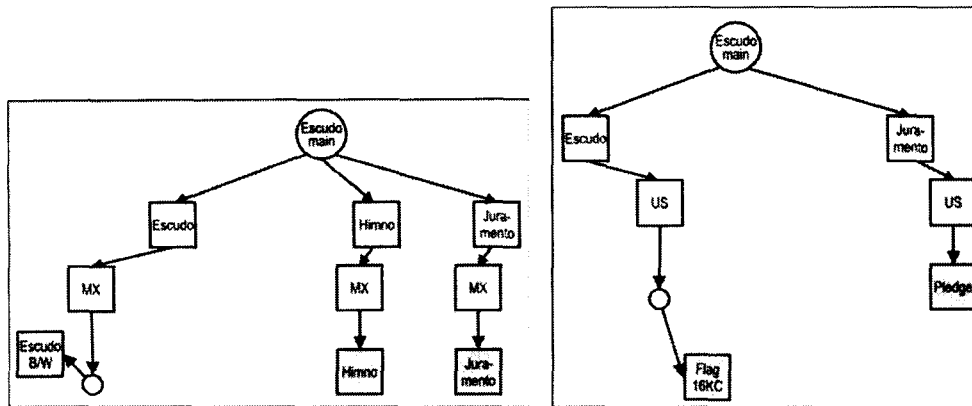 Escudo
main
Escudo
Himno
Jura-
mento
MX
MX
MX
Escudo
B/W
Himno
Jura-
mento
Escudo
main
Escudo
Jura-
mento
US
US
Pledge
Flag
16KC